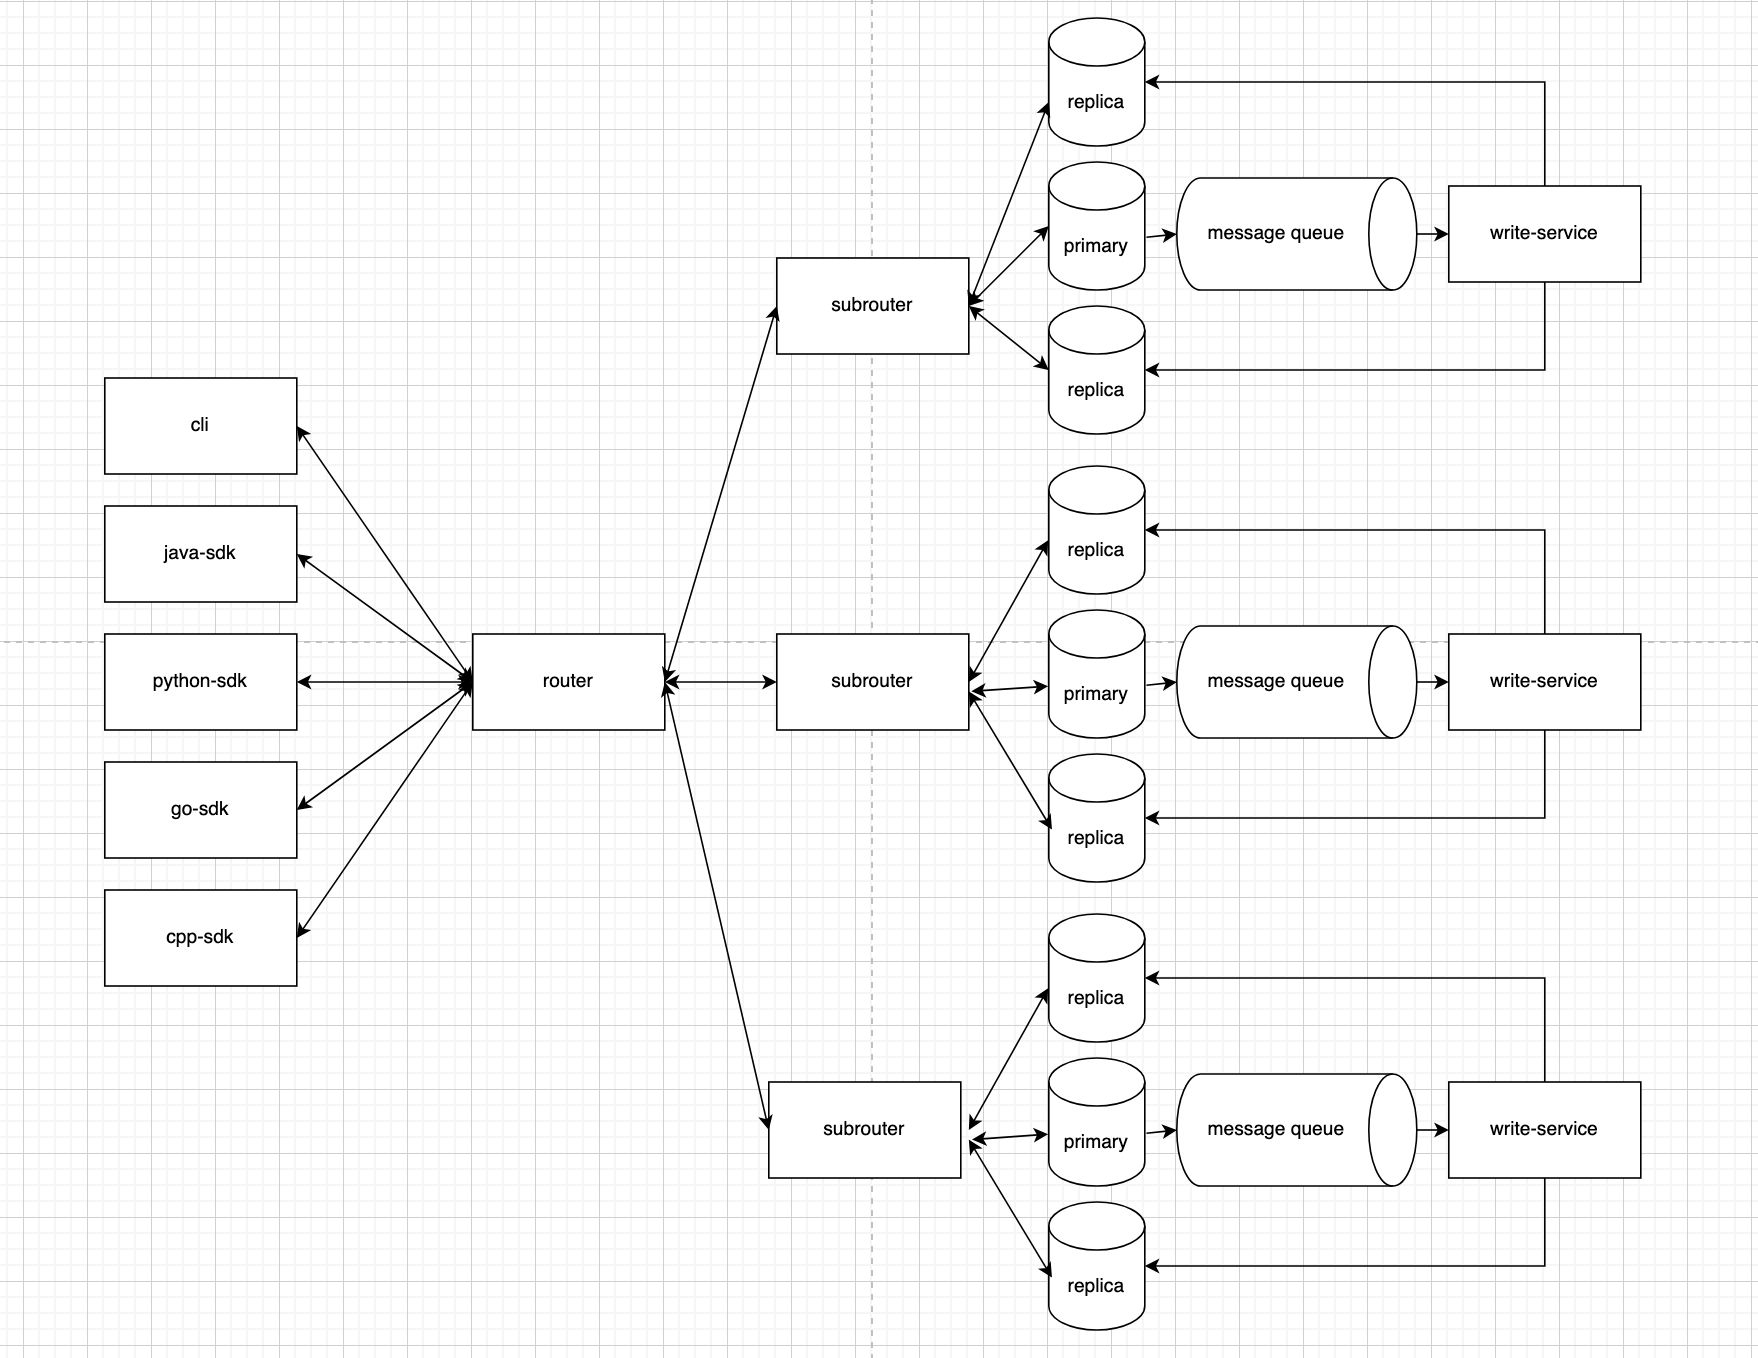 replica
primary
message queue
write-service
subrouter
replica
cli
java-sdk
python-sdk
go-sdk
cpp-sdk
router
replica
subrouter
primary
message queue
write-service
replica
replica
subrouter
primary
message queue
write-service
replica